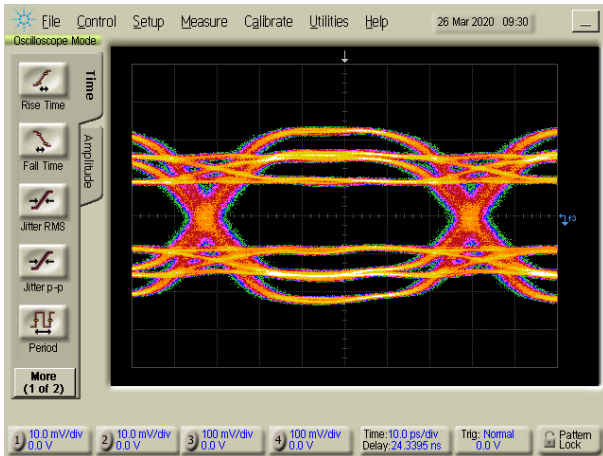 File Control Setup Measure Calibrate Utilities Help 26 Mar 2020 09:30
Oscilloscope Mode
Time
Amplitude
Rise Time
Fall Time
Jitter RMS
Jitter p-p
Period
More
(1 of 2)
f3
1) 10.0 mV/div 2) 10.0 mV/div 3) 100 mV/div 4) 100 mV/div Time:10.0 ps/div Trig: Normal Pattern
0.0 V 0.0 V 0.0 V 0.0 V Delay:24.3395 ns 0.0 V Lock